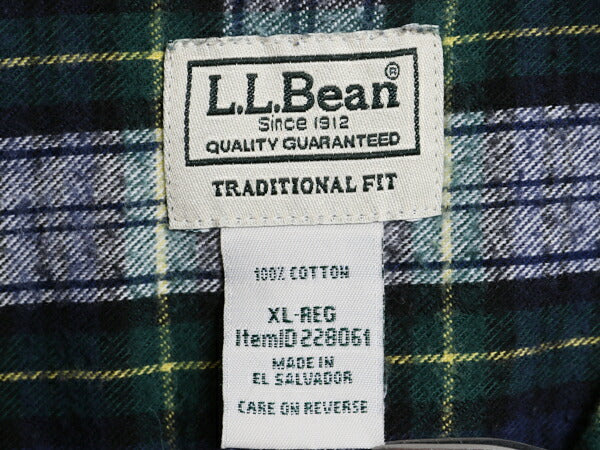 L.L.Bean®
Since 1912
QUALITY GUARANTEED
TRADITIONAL FIT
100% COTTON
XL-REG
ItemID 228061
MADE IN
EL SALVADOR
CARE ON REVERSE